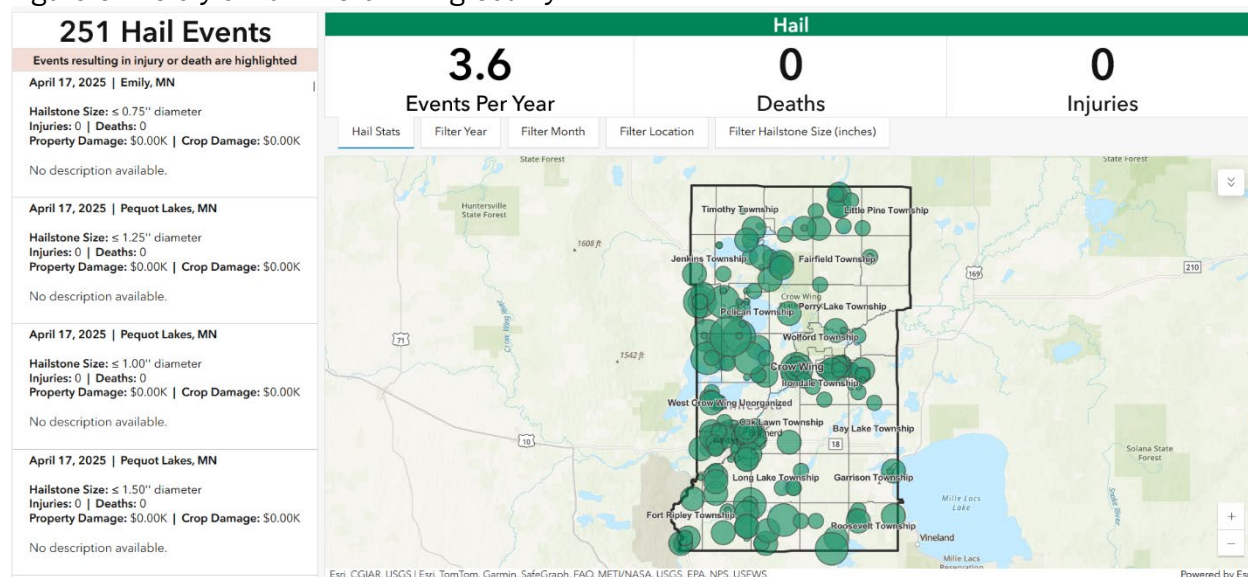 251 Hail Events
Events resulting in injury or death are highlighted
April 17, 2025 | Emily, MN
Hailstone Size: ≤ 0.75'' diameter
Injuries: 0 | Deaths: 0
Property Damage: $0.00K | Crop Damage: $0.00K
No description available.
April 17, 2025 | Pequot Lakes, MN
Hailstone Size: ≤ 1.25'' diameter
Injuries: 0 | Deaths: 0
Property Damage: $0.00K | Crop Damage: $0.00K
No description available.
April 17, 2025 | Pequot Lakes, MN
Hailstone Size: ≤ 1.00'' diameter
Injuries: 0 | Deaths: 0
Property Damage: $0.00K | Crop Damage: $0.00K
No description available.
April 17, 2025 | Pequot Lakes, MN
Hailstone Size: ≤ 1.50'' diameter
Injuries: 0 | Deaths: 0
Property Damage: $0.00K | Crop Damage: $0.00K
No description available.
Hail
3.6
Events Per Year
0
Deaths
0
Injuries
Hail Stats
Filter Year
Filter Month
Filter Location
Filter Hailstone Size (inches)
State Forest
State Forest
Huntersville
State Forest
Timothy Township
Little Pine Township
1608 ft
Jenkins Township
Fairfield Township
169
210
Crow Wing
Perry Lake Township
Pelican Township
Crow Wing River
71
Wolford Township
1542 ft
Crow Wing
Irondale Township
West Crow Wing Unorganized
Oak Lawn Township
Bay Lake Township
10
18
Solana State
Forest
Long Lake Township
Garrison Township
Mille Lacs
Lake
Snake River
Fort Ripley Township
Roosevelt Township
Vineland
Mille Lacs
Reservation
Esri, CGIAR, USGS | Esri, TomTom, Garmin, SafeGraph, FAO, METI/NASA, USGS, EPA, NPS, USFWS
Powered by Esri